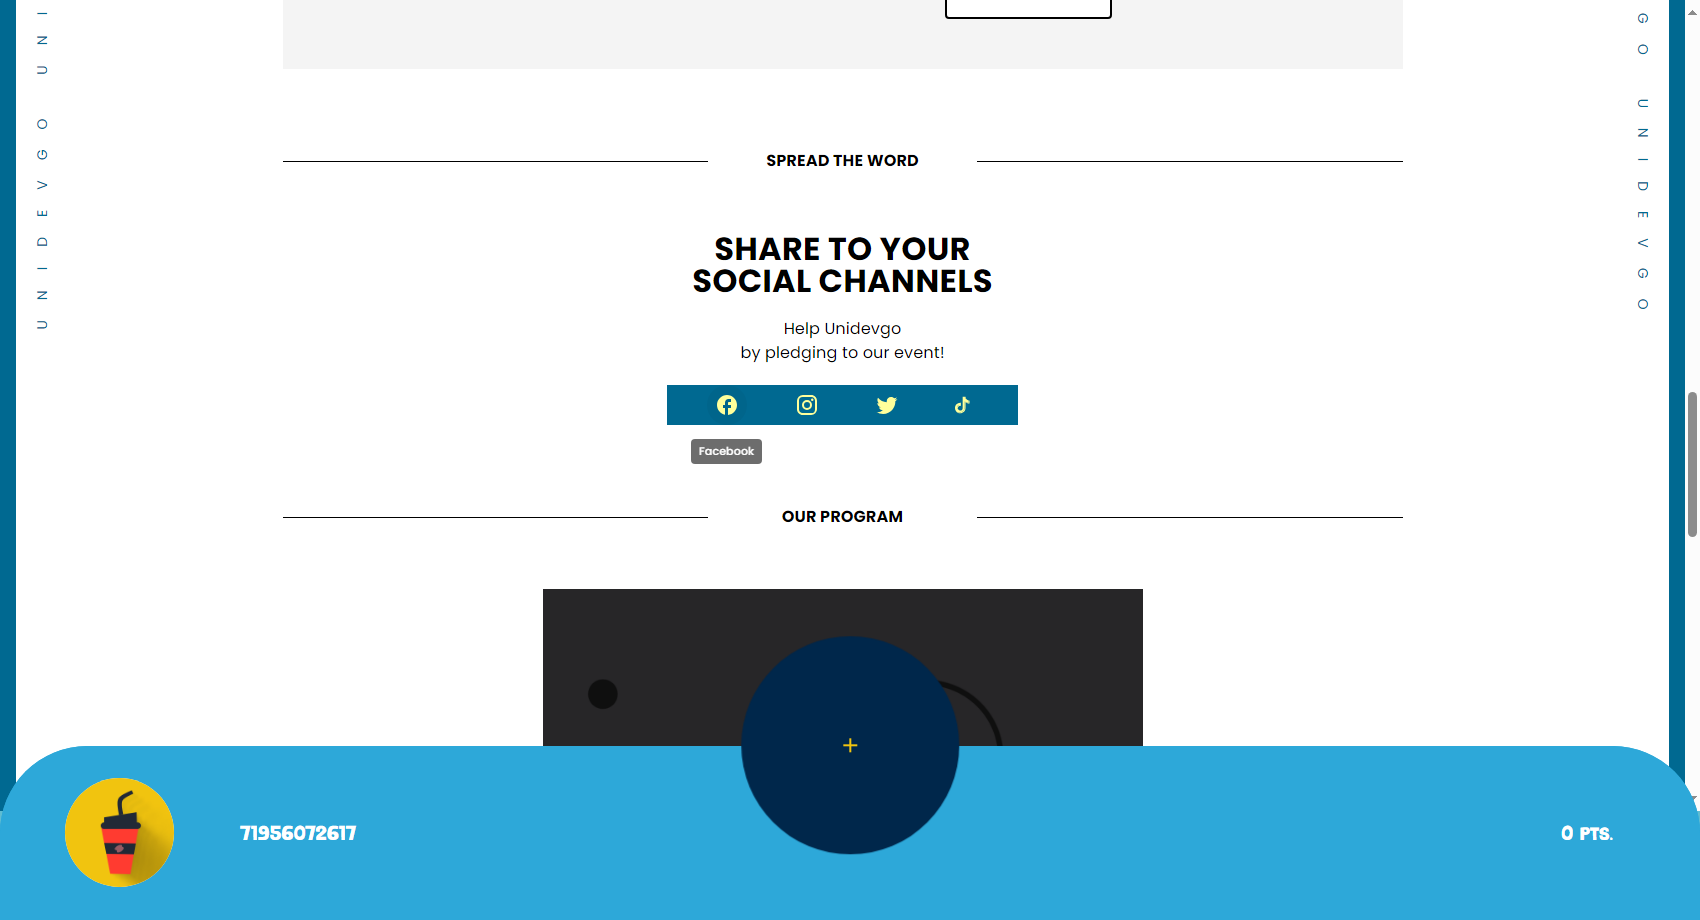 UNIDEVGO UNI
GO UNIDEVGO
SPREAD THE WORD
SHARE TO YOUR
SOCIAL CHANNELS
Help Unidevgo
by pledging to our event!
Facebook
OUR PROGRAM
+
71956072617
0 PTS.